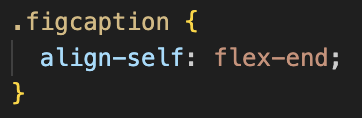 .figcaption {
  align-self: flex-end;
}